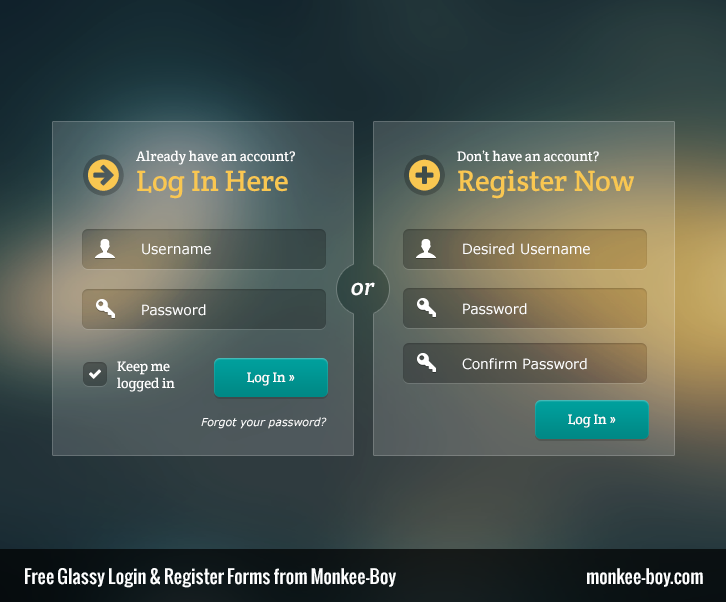 Already have an account?
Log In Here
Username
Password
Keep me
logged in
Log In »
Forgot your password?
or
Don't have an account?
Register Now
Desired Username
Password
Confirm Password
Log In »
Free Glassy Login & Register Forms from Monkee-Boy
monkee-boy.com